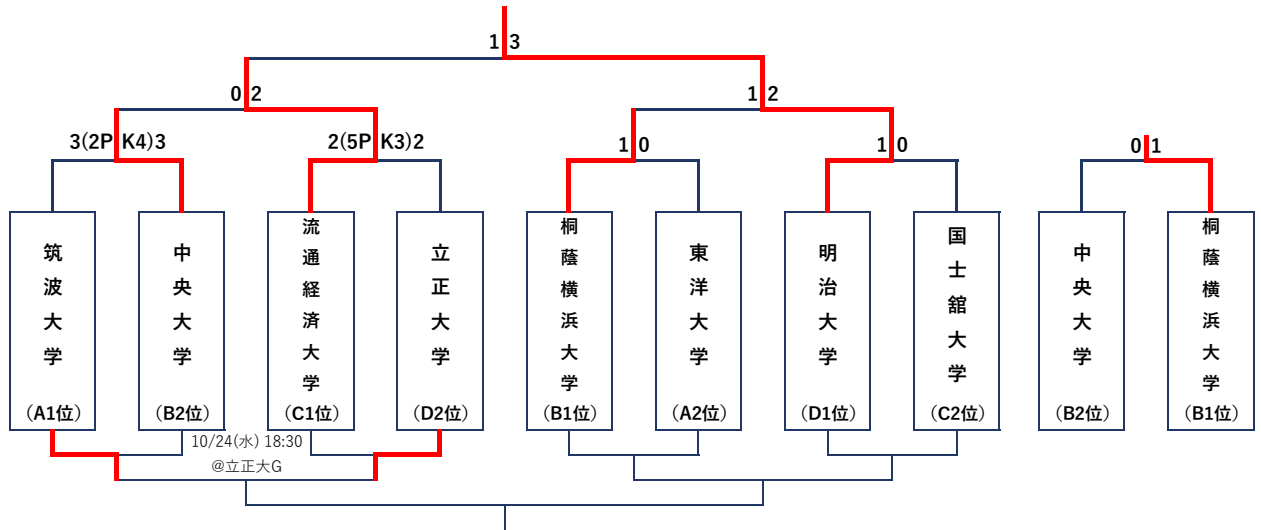 1 3
0 2
1 2
3(2PK4)3
2(5PK3)2
1 0
1 0
0 1
筑波大学
(A1位)
中央大学
(B2位)
流通経済大学
(C1位)
立正大学
(D2位)
桐蔭横浜大学
(B1位)
東洋大学
(A2位)
明治大学
(D1位)
国士舘大学
(C2位)
中央大学
(B2位)
桐蔭横浜大学
(B1位)
10/24(水) 18:30
@立正大G